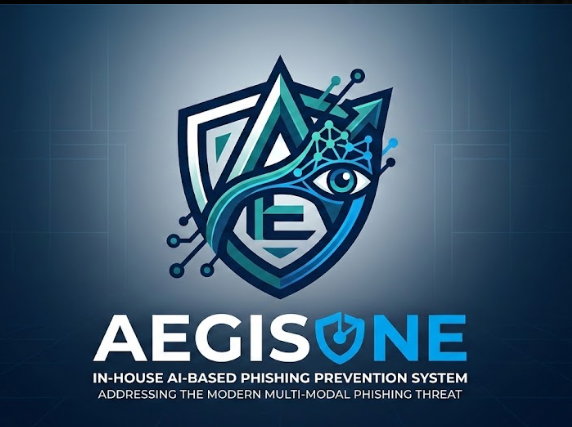 AEGISONE
IN-HOUSE AI-BASED PHISHING PREVENTION SYSTEM
ADDRESSING THE MODERN MULTI-MODAL PHISHING THREAT